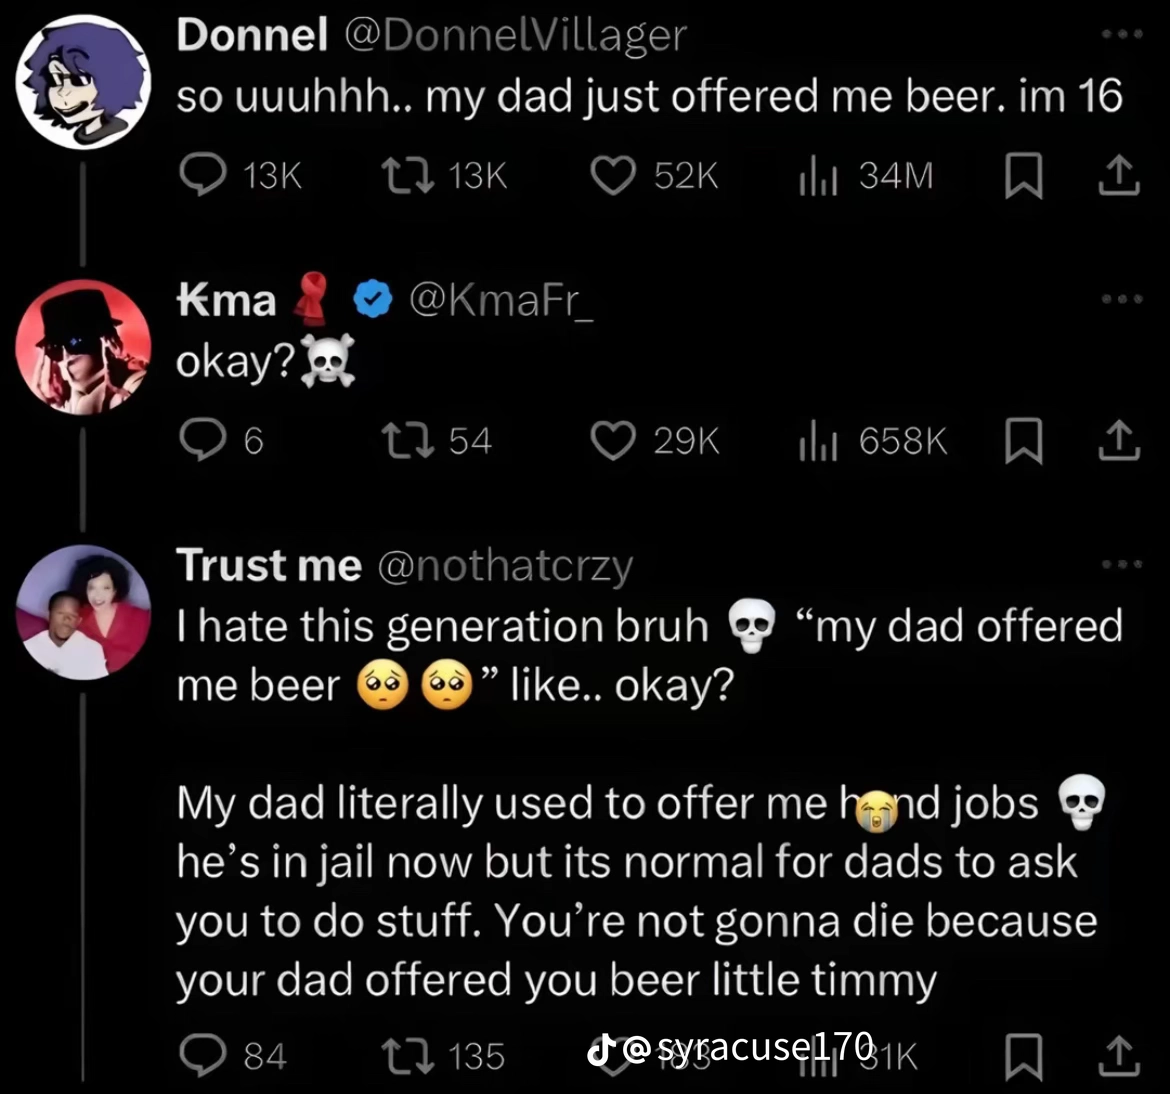 Donnel @DonnelVillager
so uuuhhh.. my dad just offered me beer. im 16
13K 13K 52K 34M
Kma @KmaFr_
okay?☠️
6 54 29K 658K
Trust me @nothatcrzy
I hate this generation bruh 💀 “my dad offered
me beer 🥺🥺” like.. okay?
My dad literally used to offer me h😭nd jobs 💀
he’s in jail now but its normal for dads to ask
you to do stuff. You’re not gonna die because
your dad offered you beer little timmy
84 135 183 31K
@syracuse170